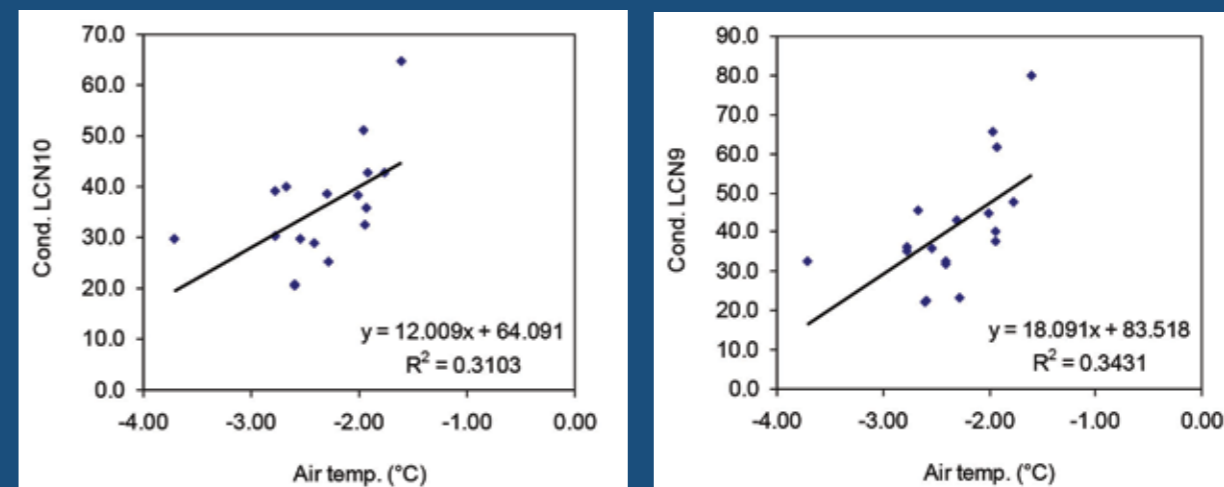 70.0
60.0
50.0
40.0
30.0
20.0
10.0
0.0
Cond. LCN10
y = 12.009x + 64.091
R² = 0.3103
-4.00 -3.00 -2.00 -1.00 0.00
Air temp. (°C)
90.0
80.0
70.0
60.0
50.0
40.0
30.0
20.0
10.0
0.0
Cond. LCN9
y = 18.091x + 83.518
R² = 0.3431
-4.00 -3.00 -2.00 -1.00 0.00
Air temp. (°C)